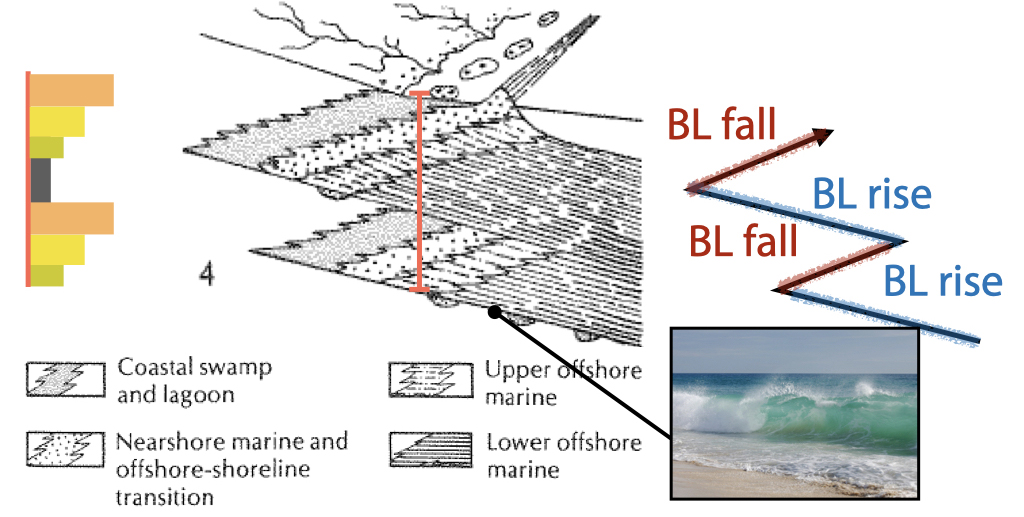 BL fall
BL rise
BL fall
BL rise
4
Coastal swamp
and lagoon
Upper offshore
marine
Nearshore marine and
offshore-shoreline
transition
Lower offshore
marine